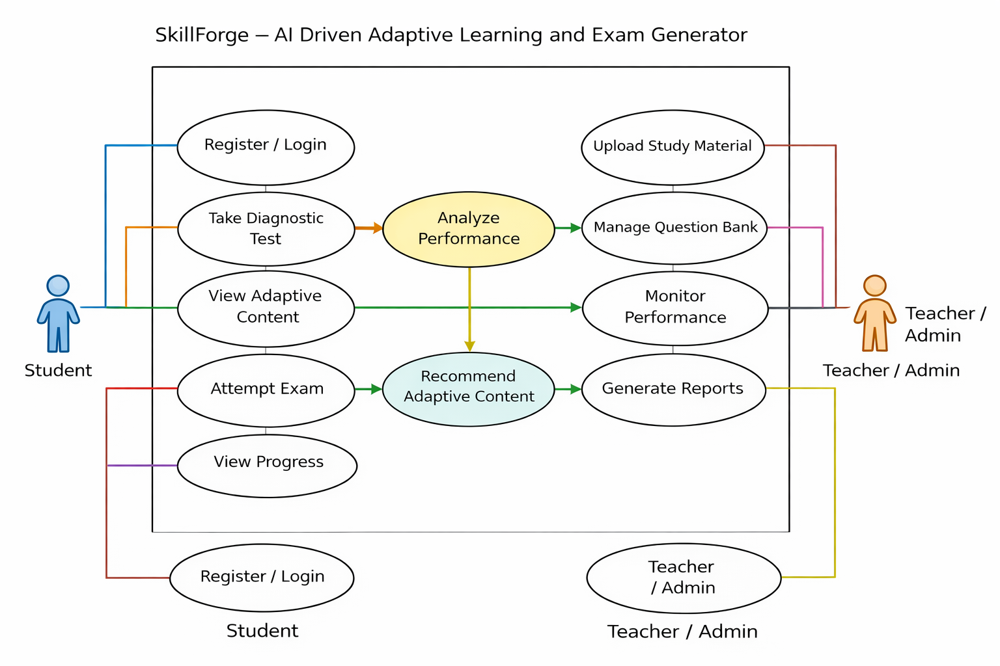 SkillForge – AI Driven Adaptive Learning and Exam Generator
Register / Login
Upload Study Material
Take Diagnostic
Test
Analyze
Performance
Manage Question Bank
View Adaptive
Content
Monitor
Performance
Student
Teacher /
Admin
Teacher / Admin
Attempt Exam
Recommend
Adaptive Content
Generate Reports
View Progress
Register / Login
Student
Teacher
/ Admin
Teacher / Admin